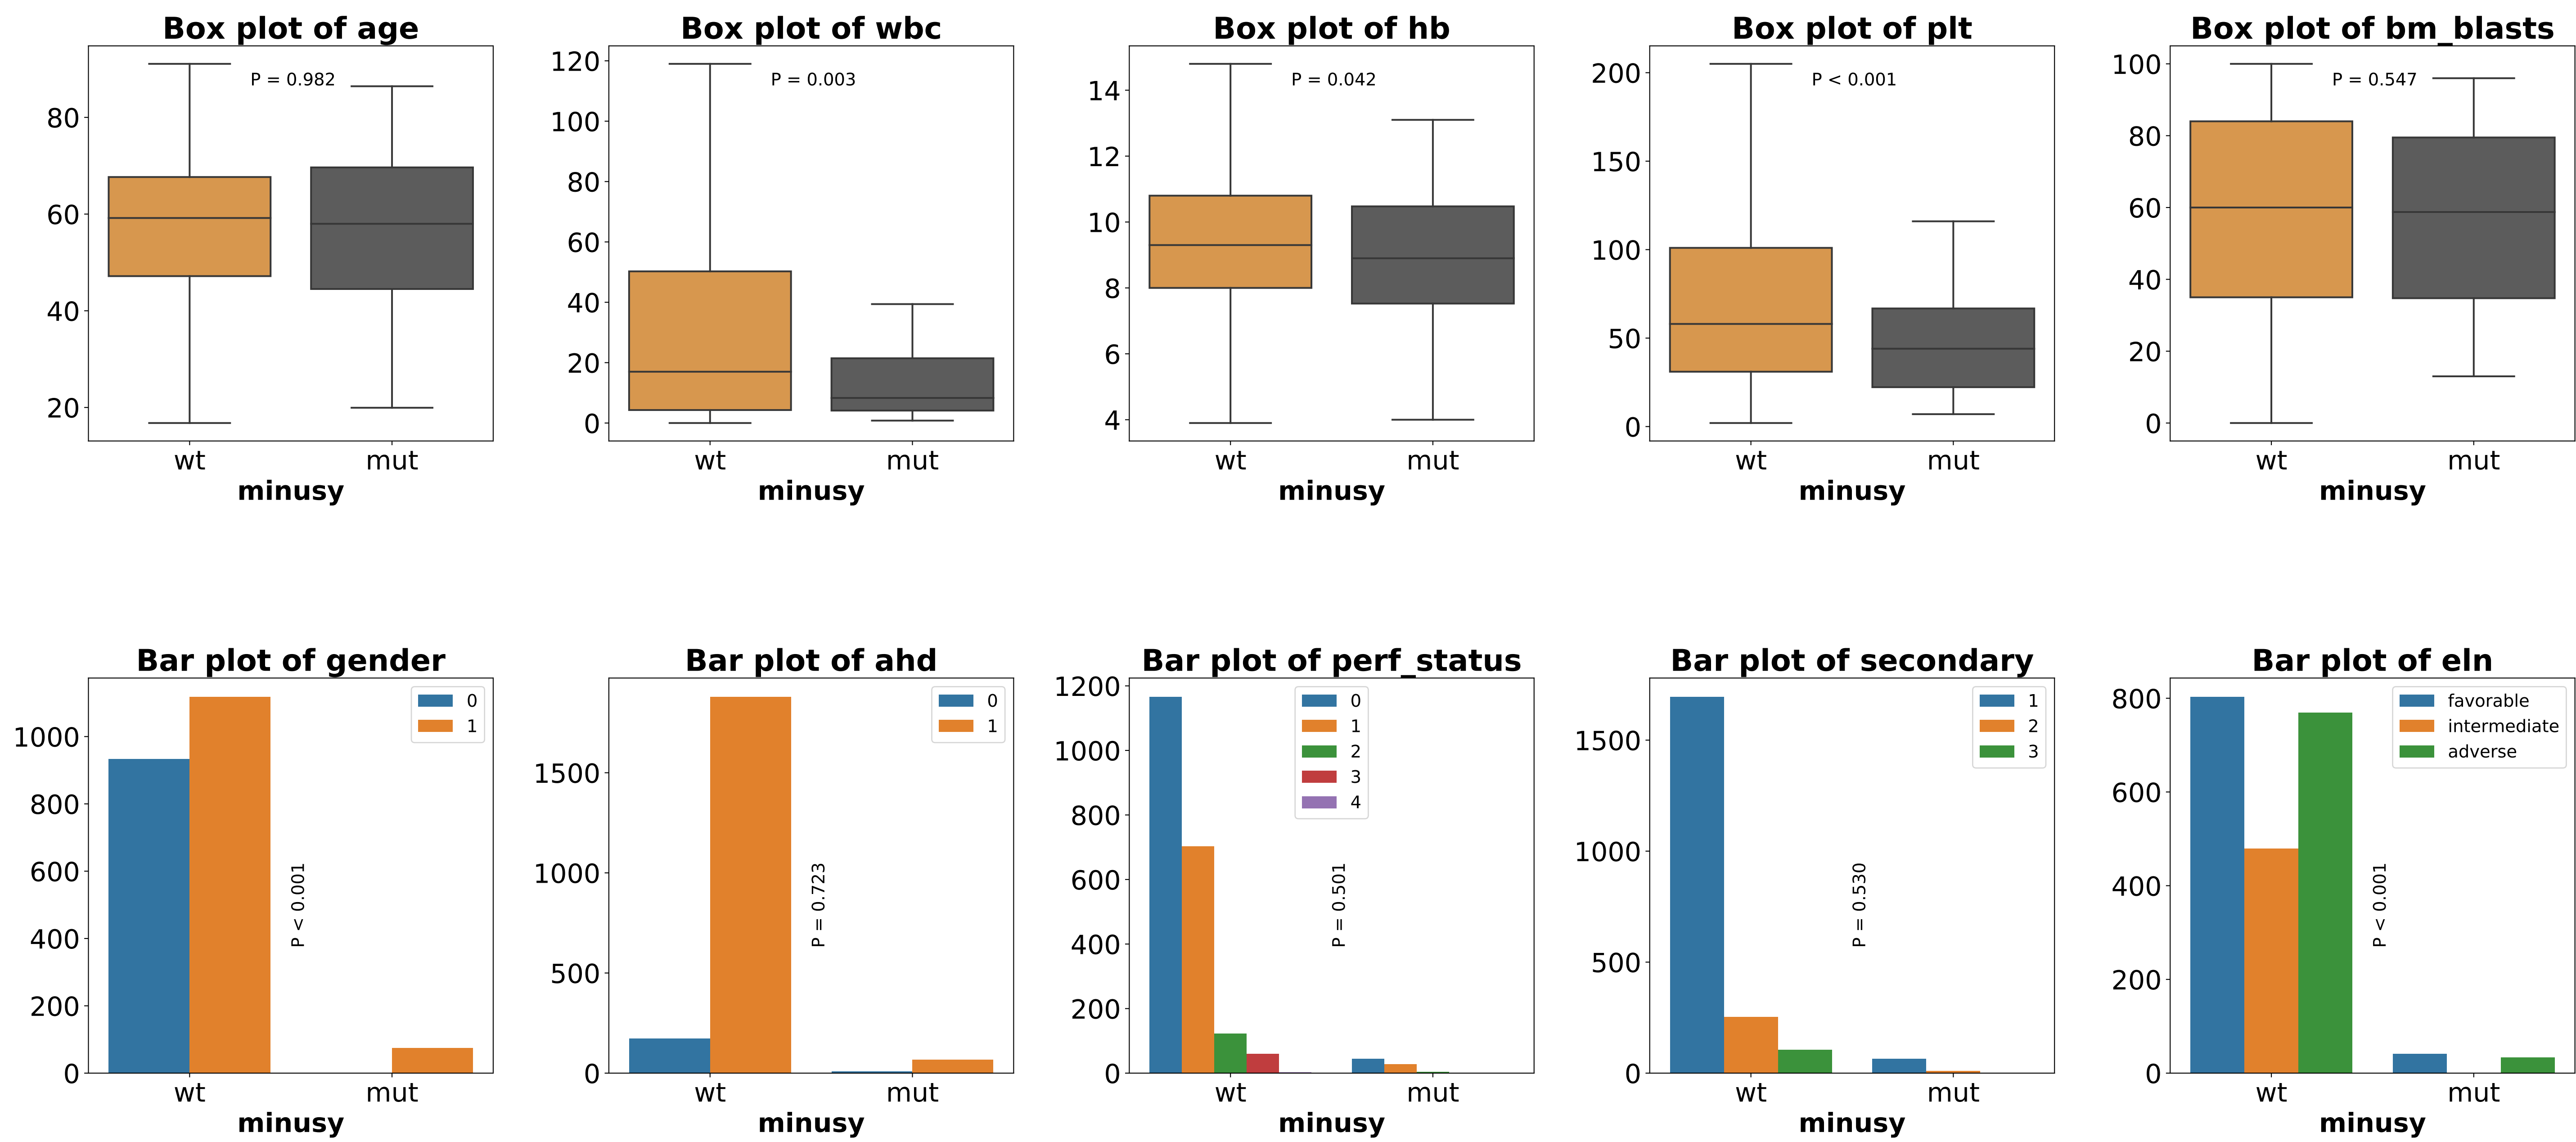 Box plot of age
80
60
40
20
P = 0.982
wt
mut
minusy
Box plot of wbc
120
100
80
60
40
20
0
P = 0.003
wt
mut
minusy
Box plot of hb
14
12
10
8
6
4
P = 0.042
wt
mut
minusy
Box plot of plt
200
150
100
50
0
P < 0.001
wt
mut
minusy
Box plot of bm_blasts
100
80
60
40
20
0
P = 0.547
wt
mut
minusy
Bar plot of gender
1000
800
600
400
200
0
0
1
P < 0.001
wt
mut
minusy
Bar plot of ahd
1500
1000
500
0
0
1
P = 0.723
wt
mut
minusy
Bar plot of perf_status
1200
1000
800
600
400
200
0
0
1
2
3
4
P = 0.501
wt
mut
minusy
Bar plot of secondary
1500
1000
500
0
1
2
3
P = 0.530
wt
mut
minusy
Bar plot of eln
800
600
400
200
0
favorable
intermediate
adverse
P < 0.001
wt
mut
minusy